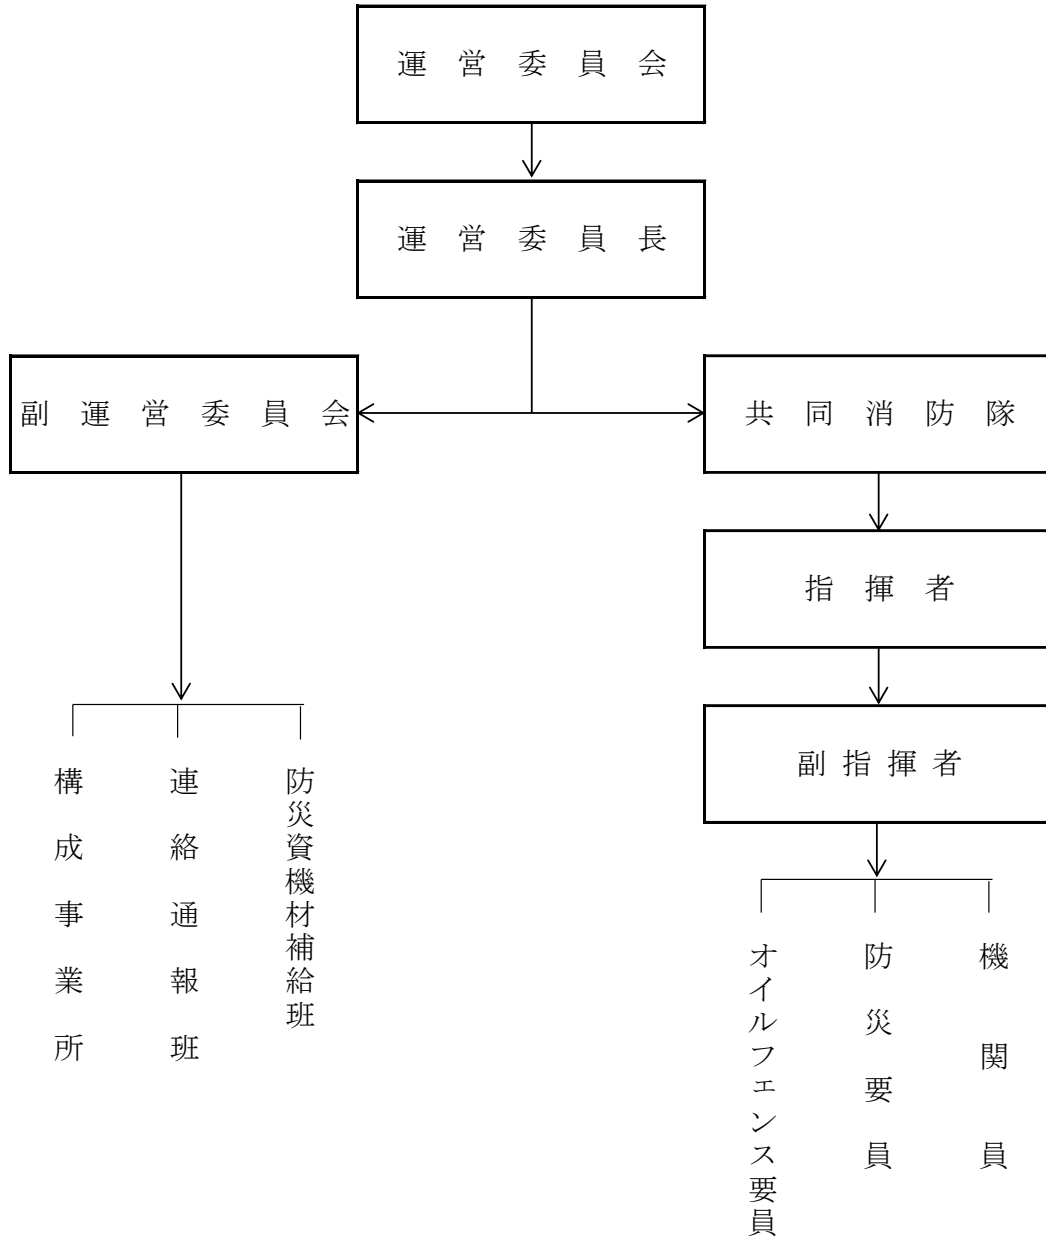 運営委員会
運営委員長
副運営委員会
共同消防隊
指揮者
副指揮者
構成事業所
連絡通報班
防災資機材補給班
オイルフェンス要員
防災要員
機関員